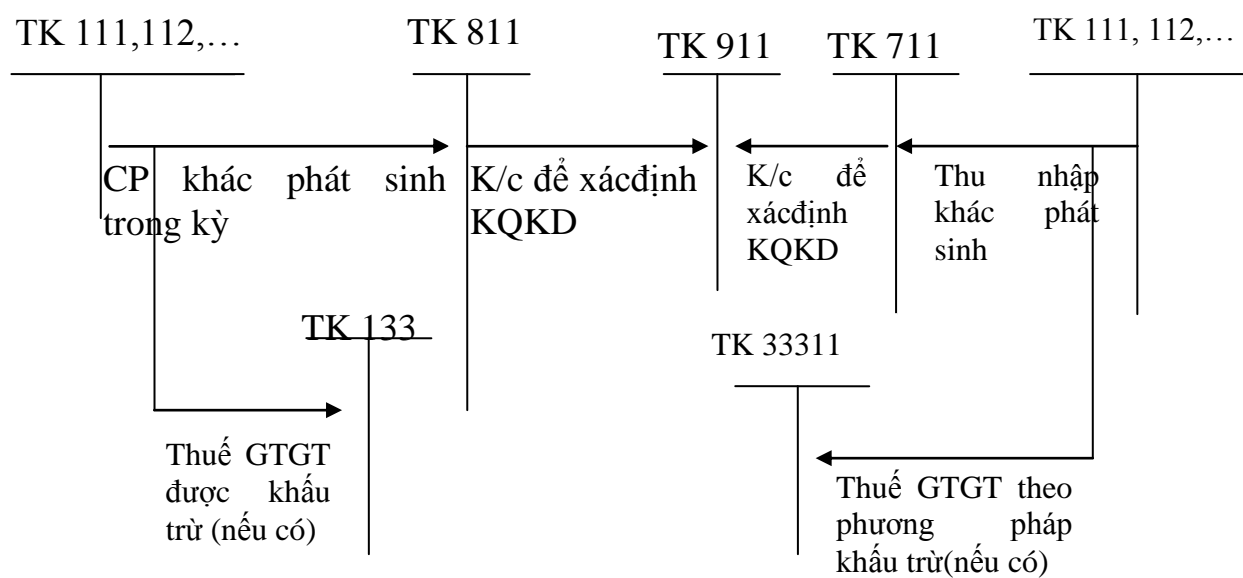 TK 111,112,…
TK 811
TK 911
TK 711
TK 111, 112,…
CP khác phát sinh
trong kỳ
K/c để xácđịnh
KQKD
K/c để
xácđịnh
KQKD
Thu nhập
khác phát
sinh
TK 133
TK 33311
Thuế GTGT
được khấu
trừ (nếu có)
Thuế GTGT theo
phương pháp
khấu trừ(nếu có)